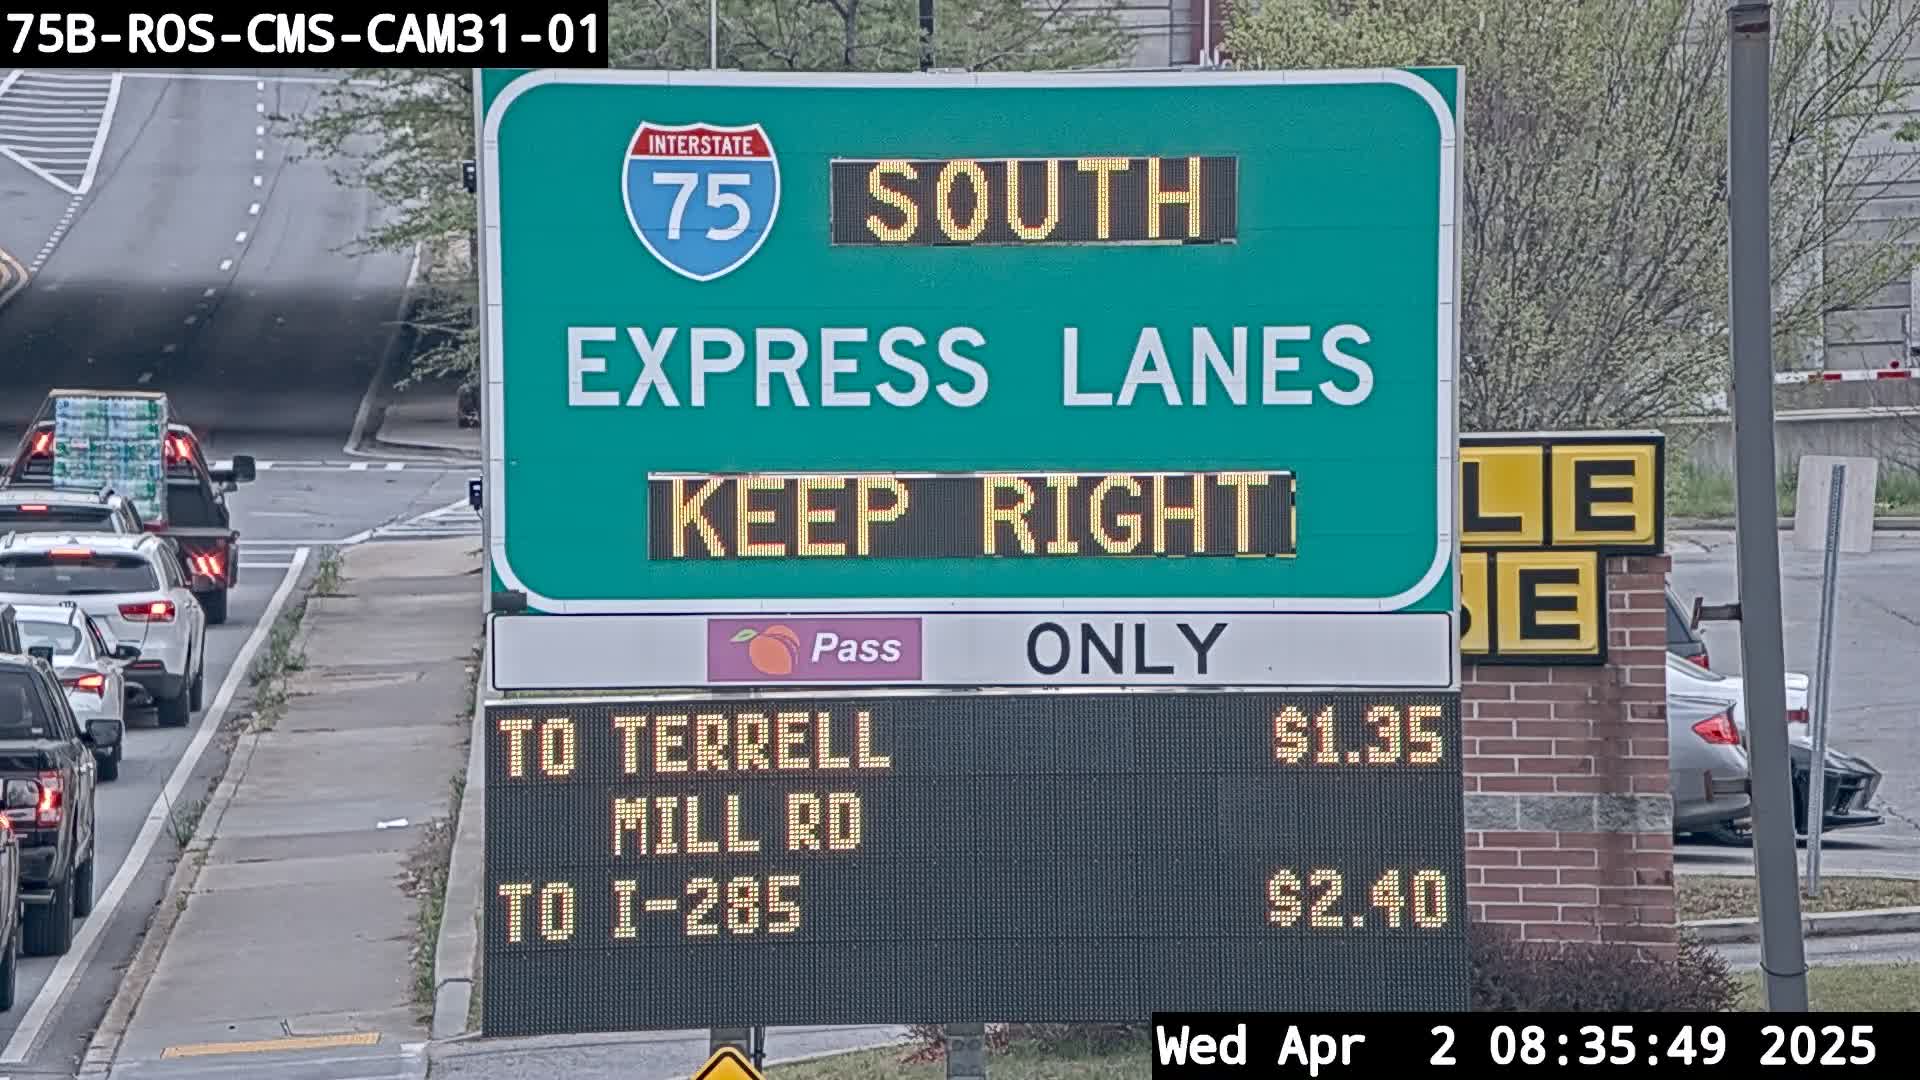 75B-ROS-CMS-CAM31-01
INTERSTATE
75
SOUTH
EXPRESS LANES
KEEP RIGHT
Pass ONLY
TO TERRELL $1.35
MILL RD
TO I-285 $2.40
LE
E
Wed Apr 2 08:35:49 2025